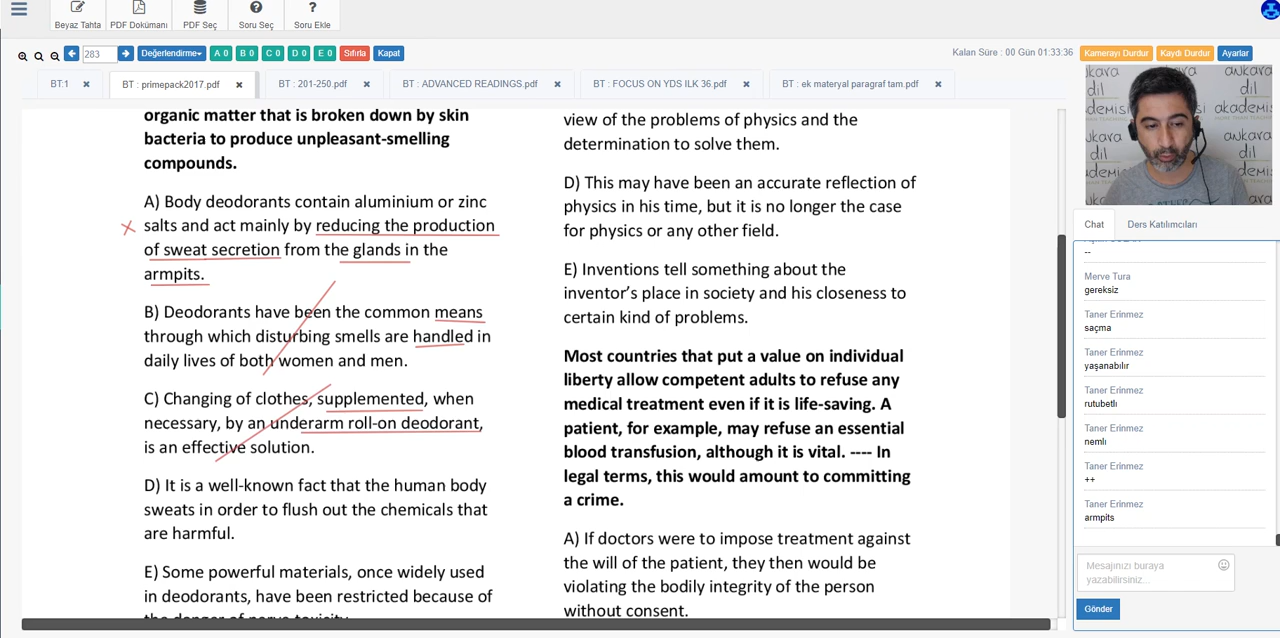 Beyaz Tahta
PDF Dokümanı
PDF Seç
Soru Seç
Soru Ekle
283
Değerlendirme
A 0
B 0
C 0
D 0
E 0
Sıfırla
Kapat
Kalan Süre : 00 Gün 01:33:36
Kamerayı Durdur
Kaydı Durdur
Ayarlar
BT:1
BT : primepack2017.pdf
BT : 201-250.pdf
BT : ADVANCED READINGS.pdf
BT : FOCUS ON YDS ILK 36.pdf
BT : ek materyal paragraf tam.pdf
organic matter that is broken down by skin
bacteria to produce unpleasant-smelling
compounds.
A) Body deodorants contain aluminium or zinc
salts and act mainly by reducing the production
of sweat secretion from the glands in the
armpits.
B) Deodorants have been the common means
through which disturbing smells are handled in
daily lives of both women and men.
C) Changing of clothes, supplemented, when
necessary, by an underarm roll-on deodorant,
is an effective solution.
D) It is a well-known fact that the human body
sweats in order to flush out the chemicals that
are harmful.
E) Some powerful materials, once widely used
in deodorants, have been restricted because of
the danger of nerve toxicity.
view of the problems of physics and the
determination to solve them.
D) This may have been an accurate reflection of
physics in his time, but it is no longer the case
for physics or any other field.
E) Inventions tell something about the
inventor's place in society and his closeness to
certain kind of problems.
Most countries that put a value on individual
liberty allow competent adults to refuse any
medical treatment even if it is life-saving. A
patient, for example, may refuse an essential
blood transfusion, although it is vital. ---- In
legal terms, this would amount to committing
a crime.
A) If doctors were to impose treatment against
the will of the patient, they then would be
violating the bodily integrity of the person
without consent.
ankara
dil
akademisi
Chat
Ders Katılımcıları
--
Merve Tura
gereksiz
Taner Erinmez
saçma
Taner Erinmez
yaşanabılır
Taner Erinmez
rutubetlı
Taner Erinmez
nemlı
Taner Erinmez
++
Taner Erinmez
armpits
Mesajınızı buraya
yazabilirsiniz...
Gönder